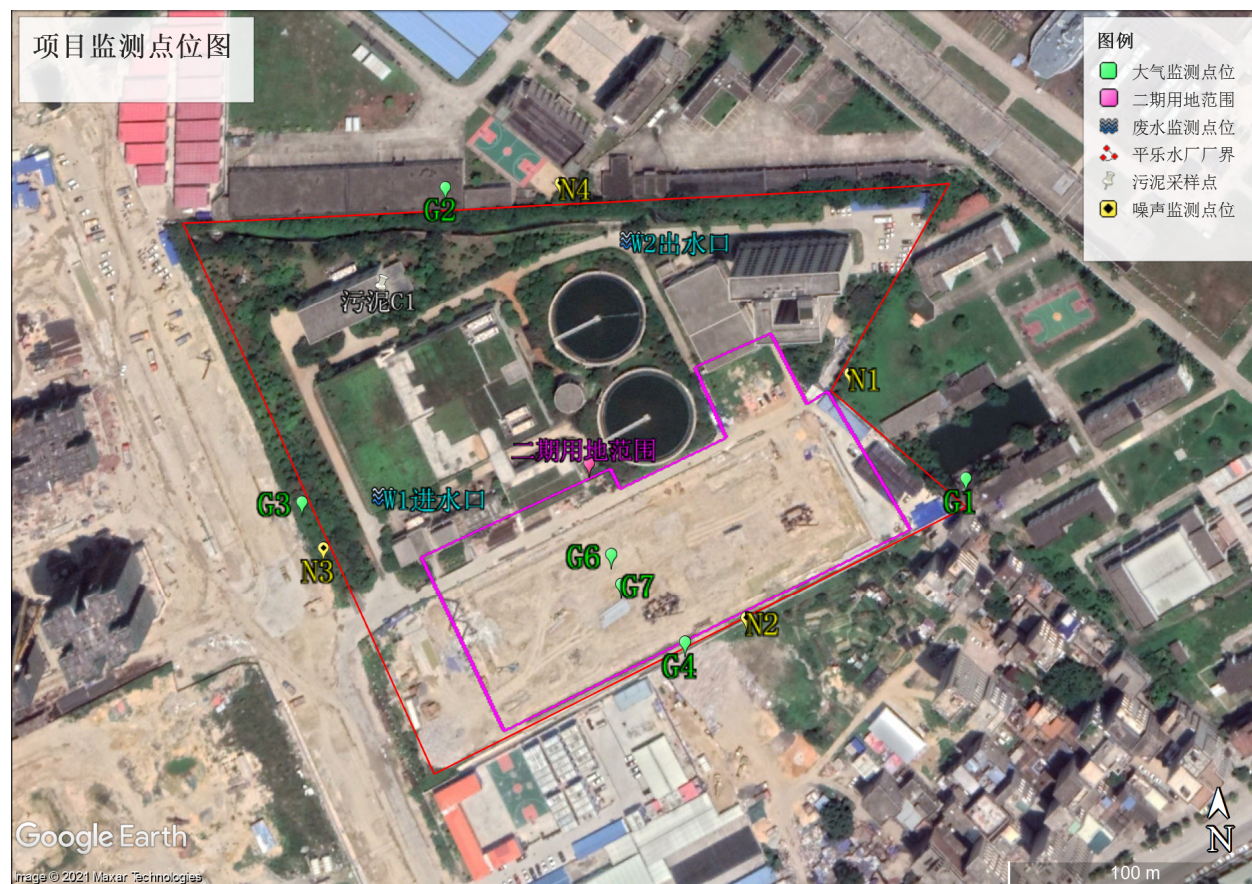 项目监测点位图
图例
大气监测点位
二期用地范围
废水监测点位
平乐水厂厂界
污泥采样点
噪声监测点位
G2
N4
W2出水口
污泥C1
N1
二期用地范围
G1
G3
W1进水口
N3
G6
G7
N2
G4
Google Earth
Image © 2021 Maxar Technologies
100 m
N